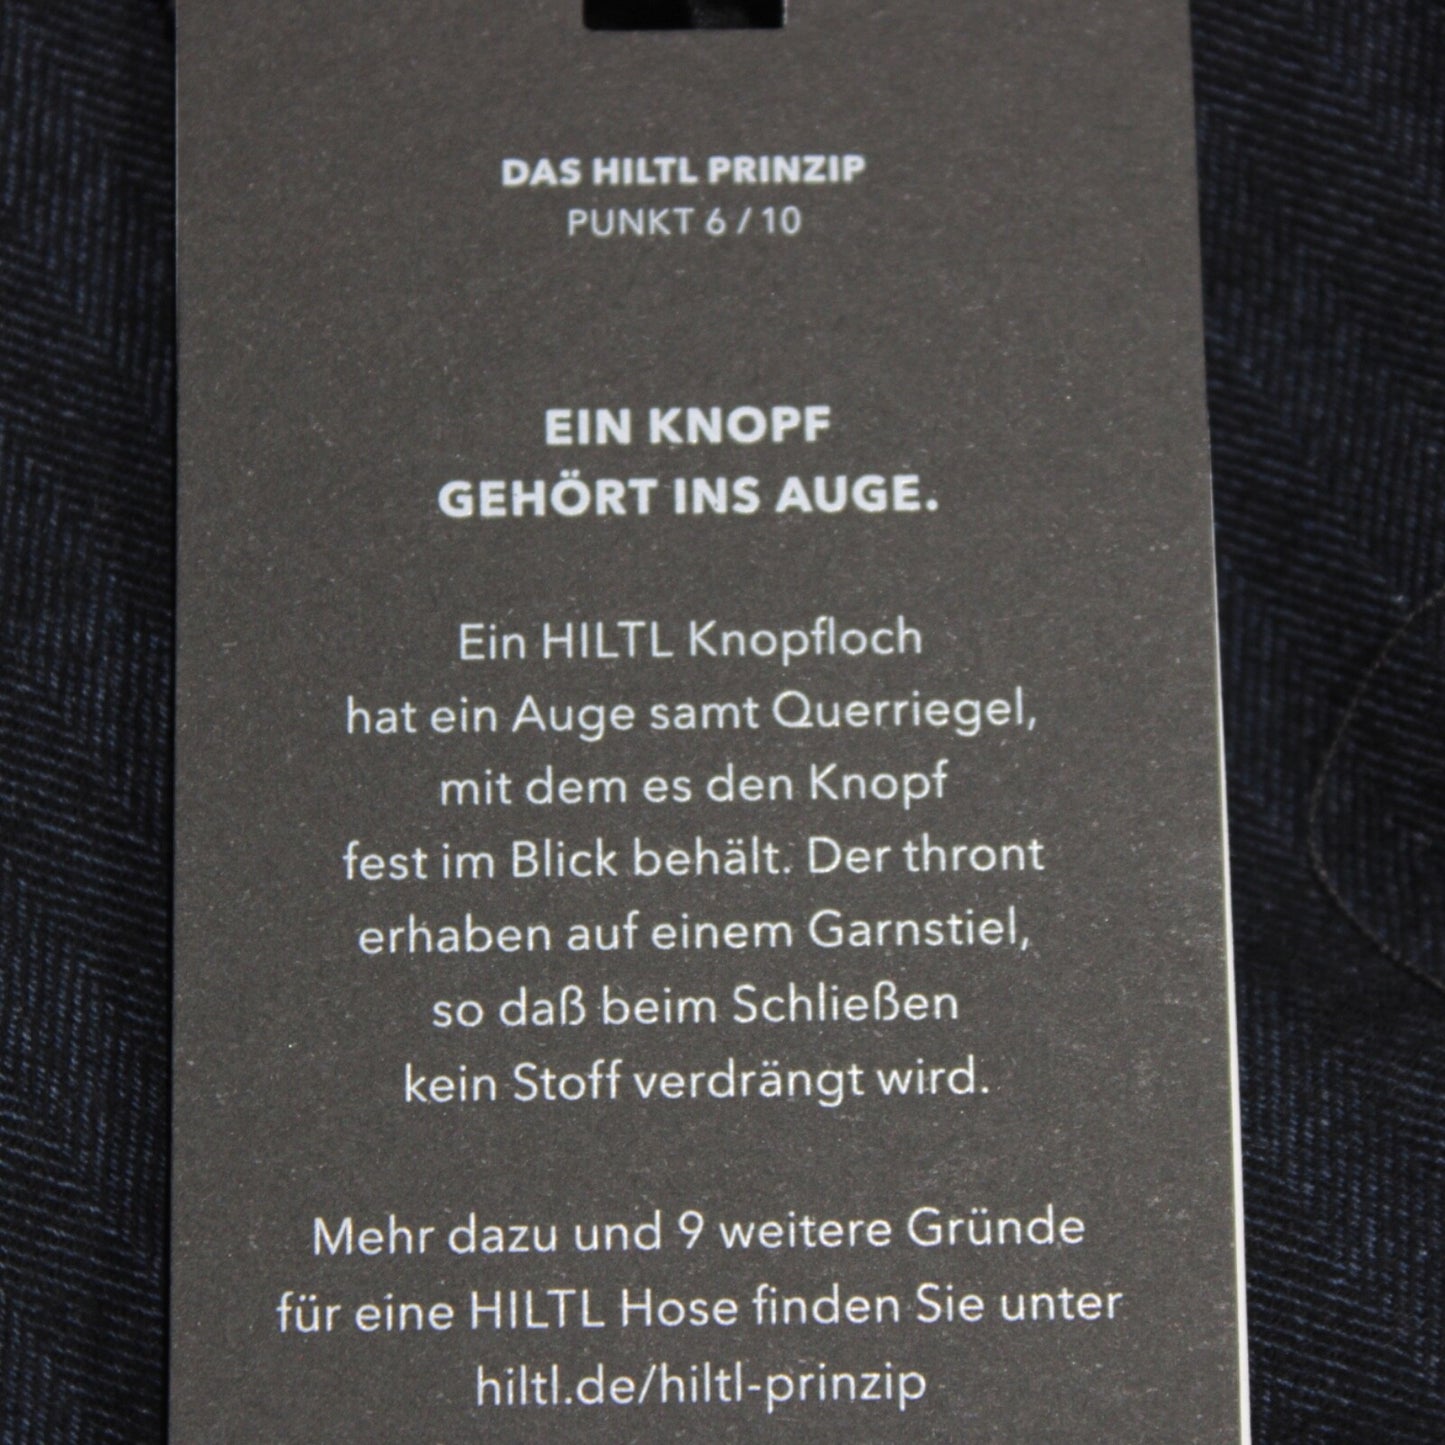 DAS HILTL PRINZIP
PUNKT 6 / 10
EIN KNOPF
GEHÖRT INS AUGE.
Ein HILTL Knopfloch
hat ein Auge samt Querriegel,
mit dem es den Knopf
fest im Blick behält. Der thront
erhaben auf einem Garnstiel,
so daß beim Schließen
kein Stoff verdrängt wird.
Mehr dazu und 9 weitere Gründe
für eine HILTL Hose finden Sie unter
hiltl.de/hiltl-prinzip